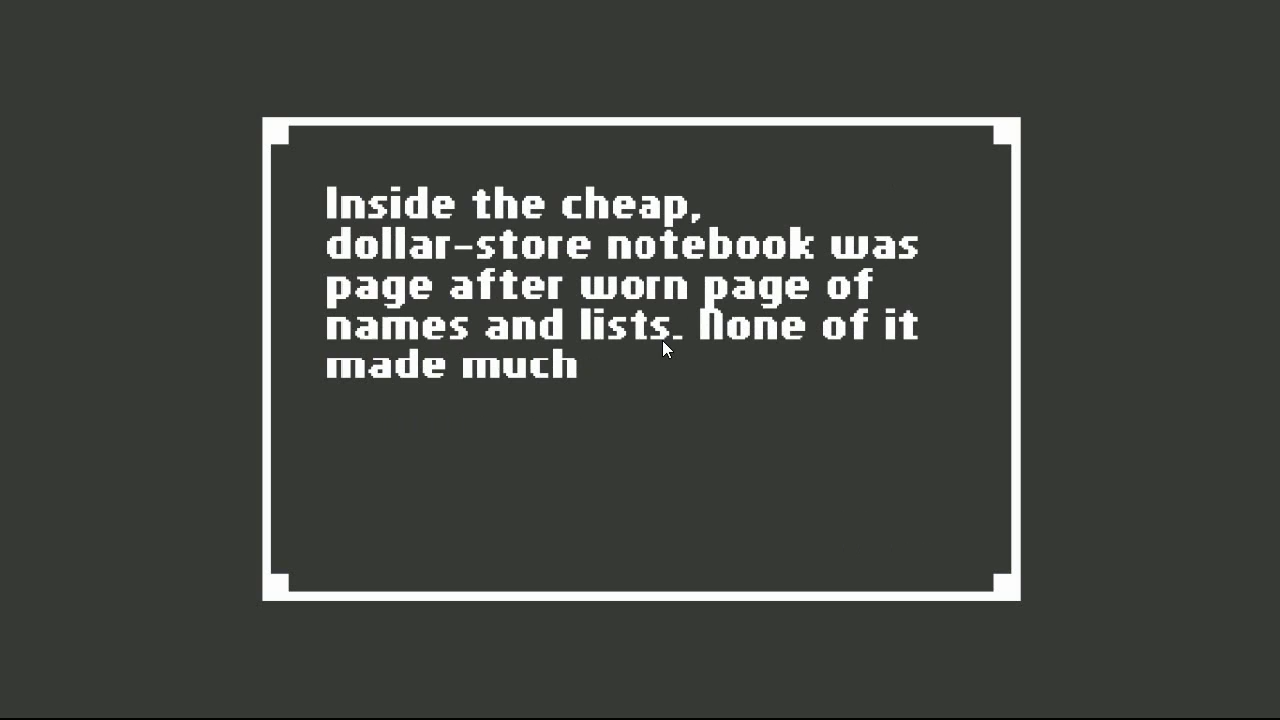 Inside the cheap,
dollar-store notebook was
page after worn page of
names and lists. None of it
made much